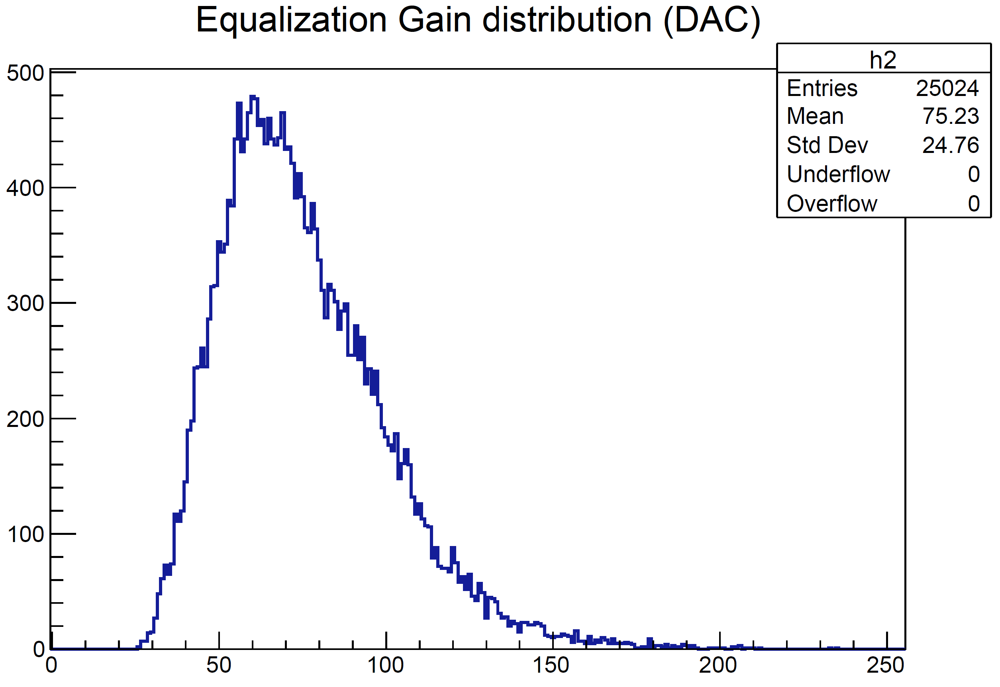 Equalization Gain distribution (DAC)
h2
Entries 25024
Mean 75.23
Std Dev 24.76
Underflow 0
Overflow 0
500
400
300
200
100
0
0 50 100 150 200 250